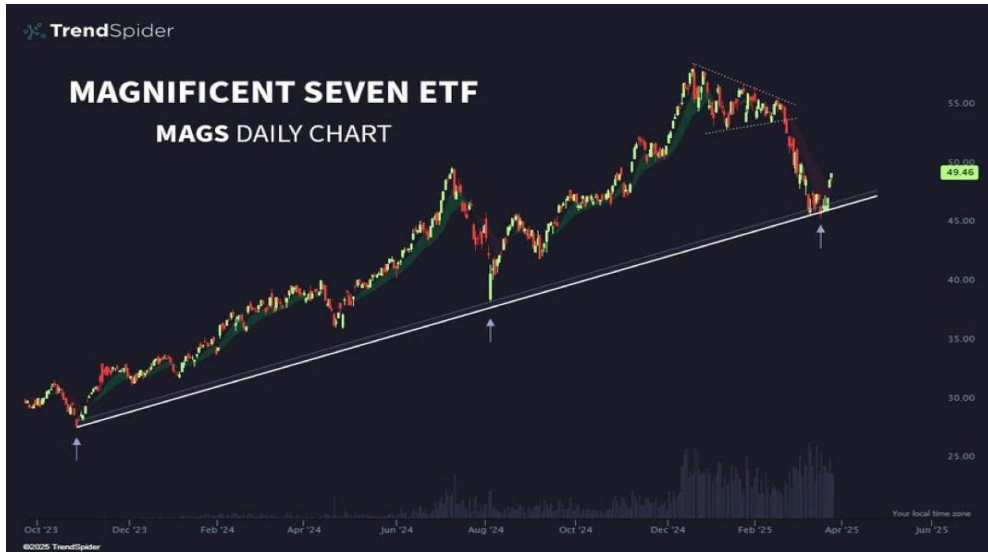 TrendSpider
MAGNIFICENT SEVEN ETF
MAGS DAILY CHART
55.00
50.00
49.46
45.00
40.00
35.00
30.00
25.00
Your local time zone
Oct '23 Dec '23 Feb '24 Apr '24 Jun '24 Aug '24 Oct '24 Dec '24 Feb '25 Apr '25 Jun '25
©2025 TrendSpider